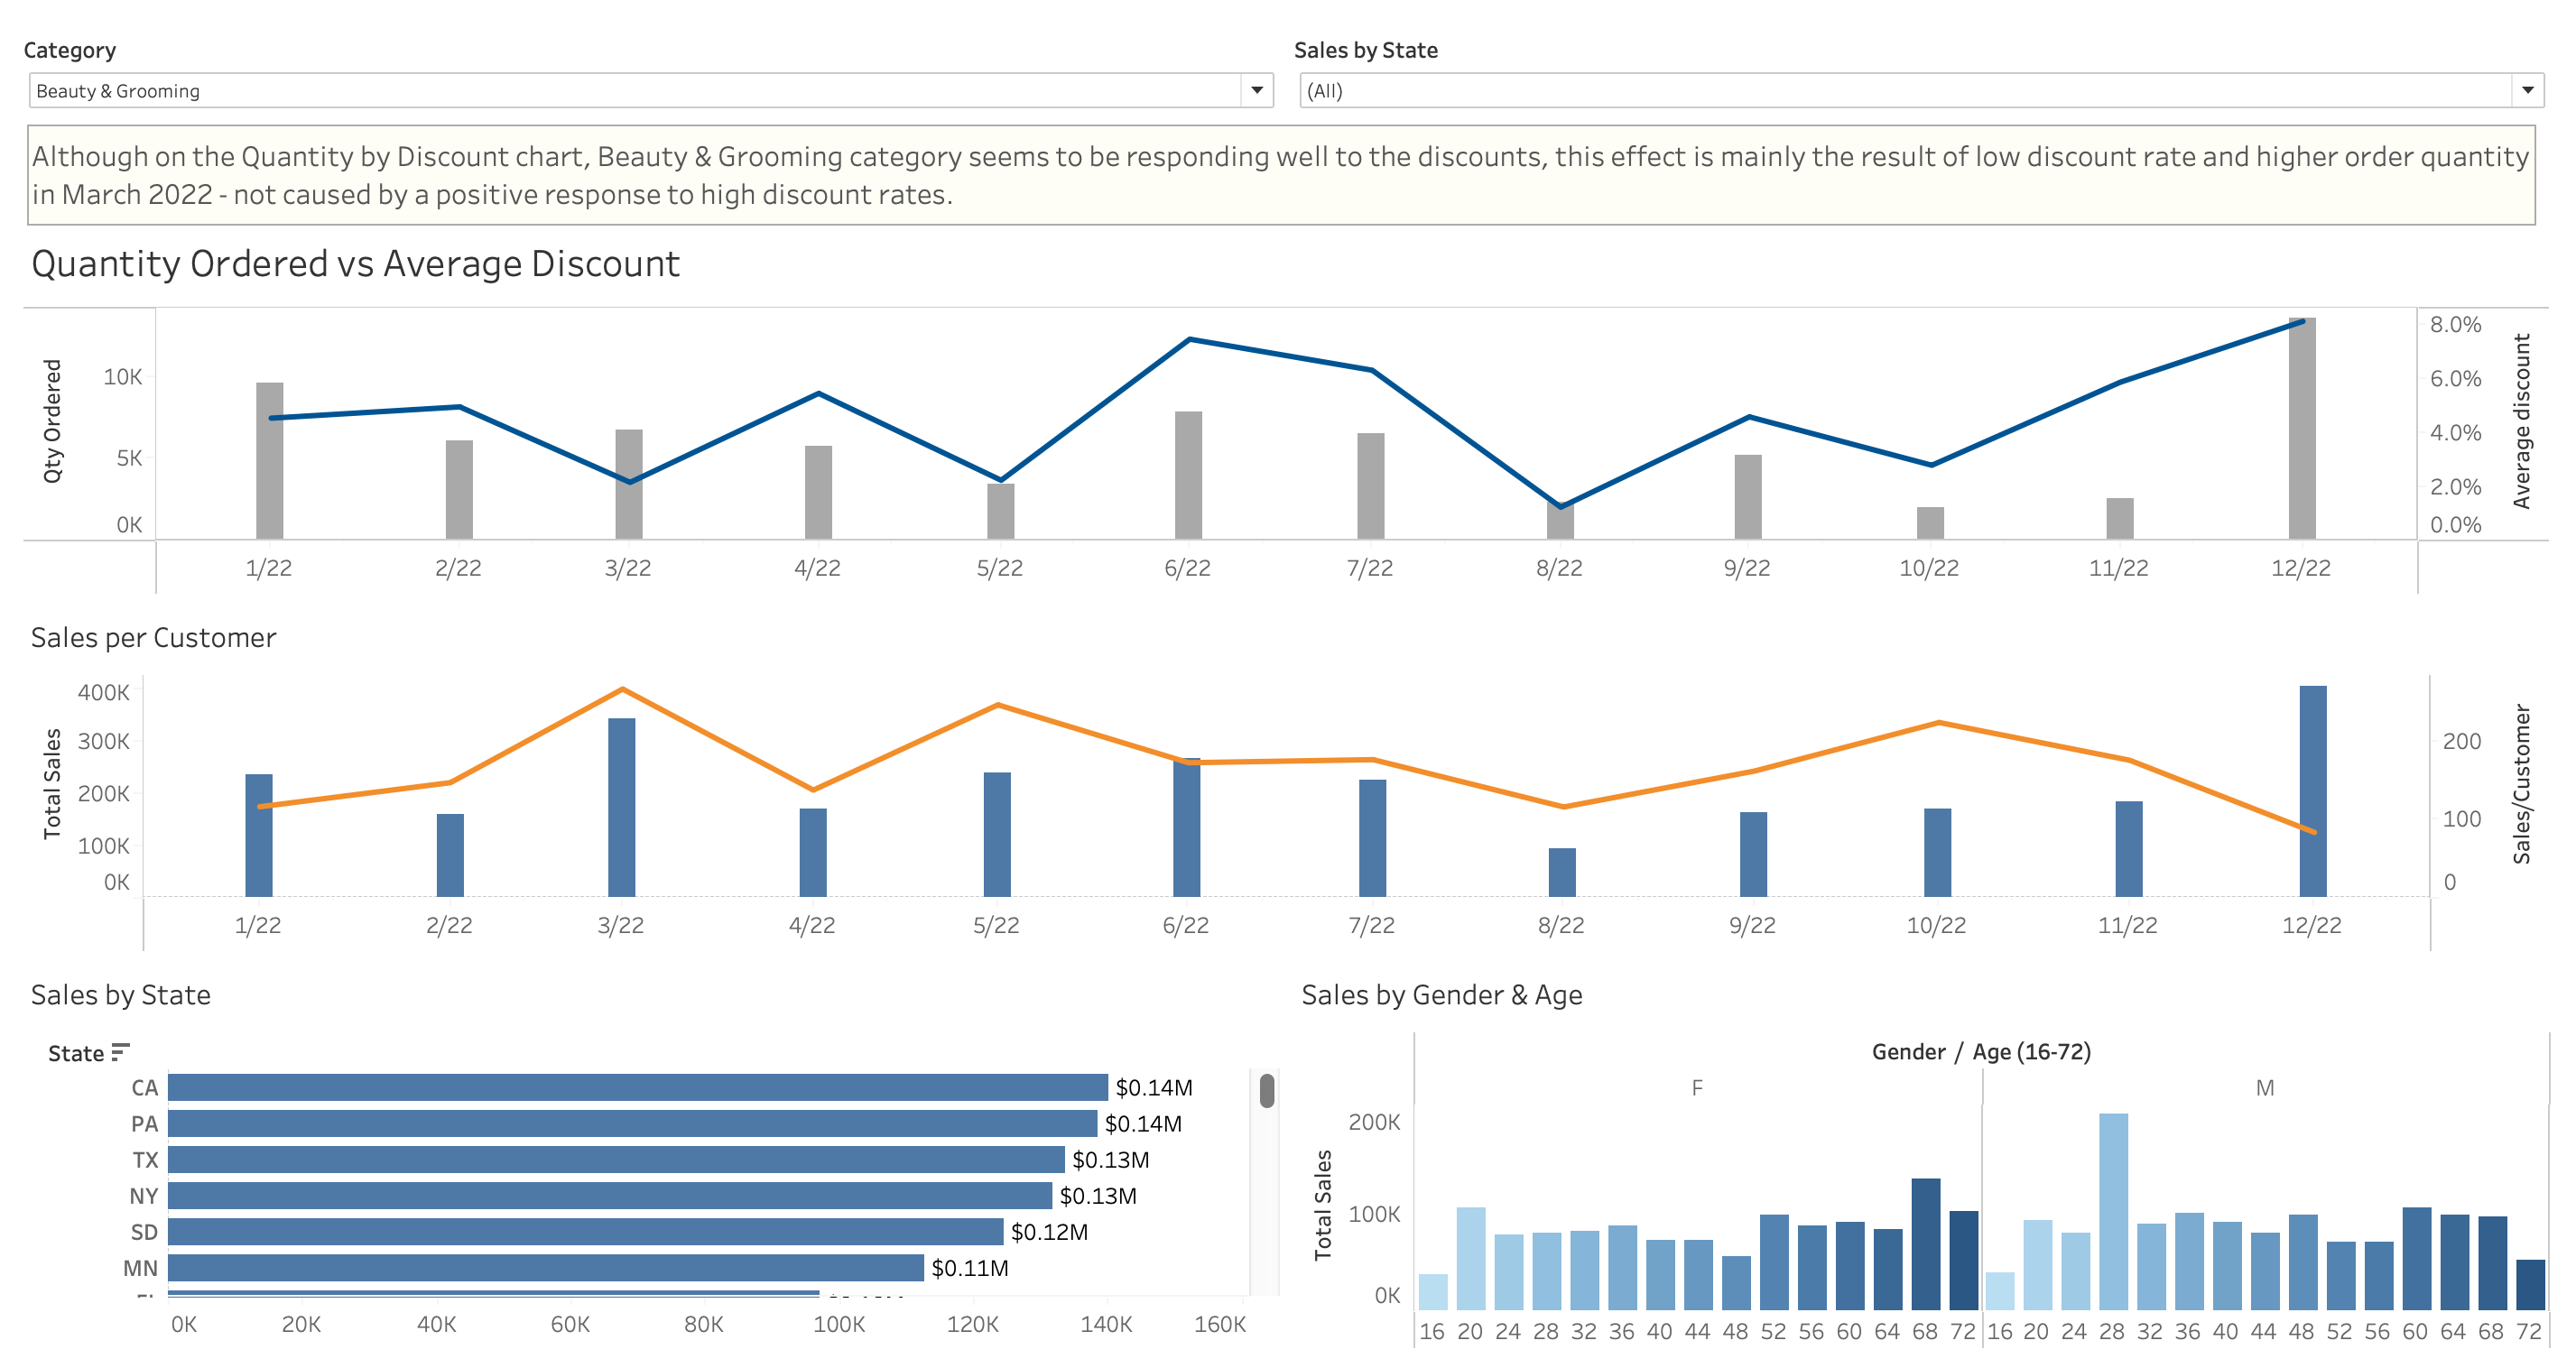 Category
Sales by State
Beauty & Grooming
(All)
Although on the Quantity by Discount chart, Beauty & Grooming category seems to be responding well to the discounts, this effect is mainly the result of low discount rate and higher order quantity
in March 2022 - not caused by a positive response to high discount rates.
Quantity Ordered vs Average Discount
Qty Ordered
10K
5K
0K
8.0%
6.0%
4.0%
2.0%
0.0%
Average discount
1/22 2/22 3/22 4/22 5/22 6/22 7/22 8/22 9/22 10/22 11/22 12/22
Sales per Customer
Total Sales
400K
300K
200K
100K
0K
200
100
0
Sales/Customer
1/22 2/22 3/22 4/22 5/22 6/22 7/22 8/22 9/22 10/22 11/22 12/22
Sales by State
State
CA $0.14M
PA $0.14M
TX $0.13M
NY $0.13M
SD $0.12M
MN $0.11M
0K 20K 40K 60K 80K 100K 120K 140K 160K
Sales by Gender & Age
Gender / Age (16-72)
F M
Total Sales
200K
100K
0K
16 20 24 28 32 36 40 44 48 52 56 60 64 68 72 16 20 24 28 32 36 40 44 48 52 56 60 64 68 72